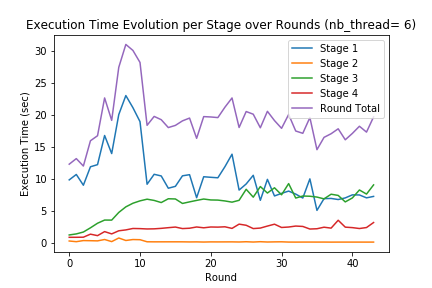 Execution Time Evolution per Stage over Rounds (nb_thread= 6)
Execution Time (sec)
30
25
20
15
10
5
0
Stage 1
Stage 2
Stage 3
Stage 4
Round Total
0 10 20 30 40
Round